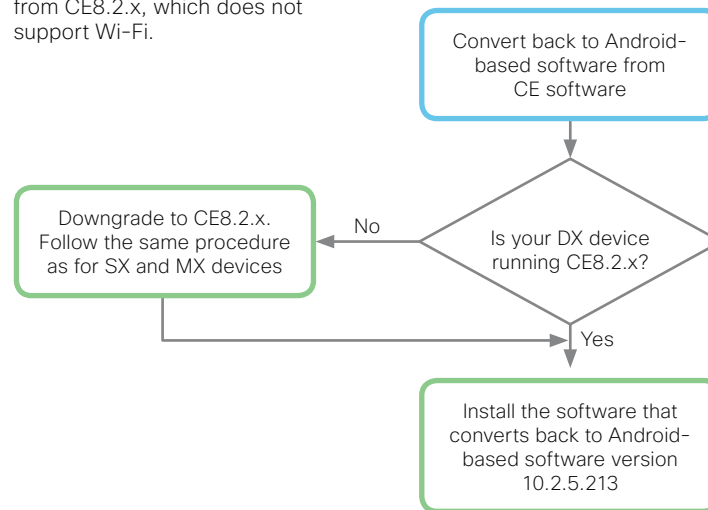 from CE8.2.x, which does not
support Wi-Fi.
Convert back to Android-
based software from
CE software
Downgrade to CE8.2.x.
Follow the same procedure
as for SX and MX devices
No
Is your DX device
running CE8.2.x?
Yes
Install the software that
converts back to Android-
based software version
10.2.5.213